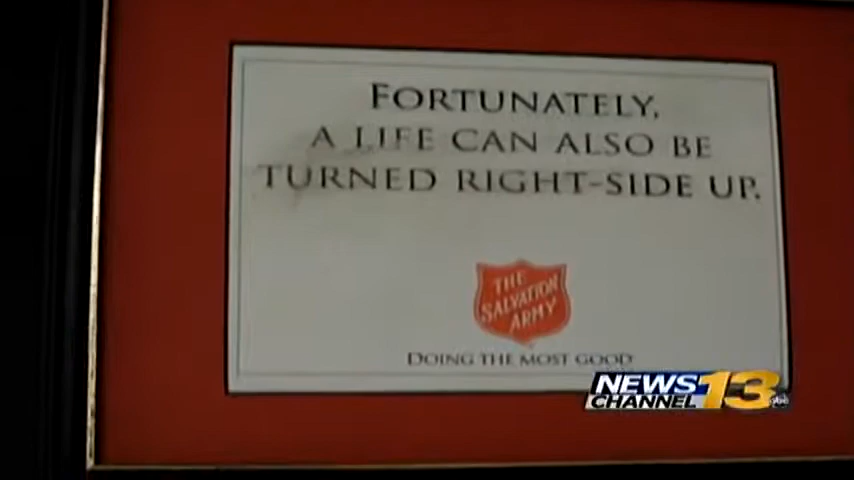 FORTUNATELY,
A LIFE CAN ALSO BE
TURNED RIGHT-SIDE UP.
THE
SALVATION
ARMY
DOING THE MOST GOOD
NEWS 13
CHANNEL abc